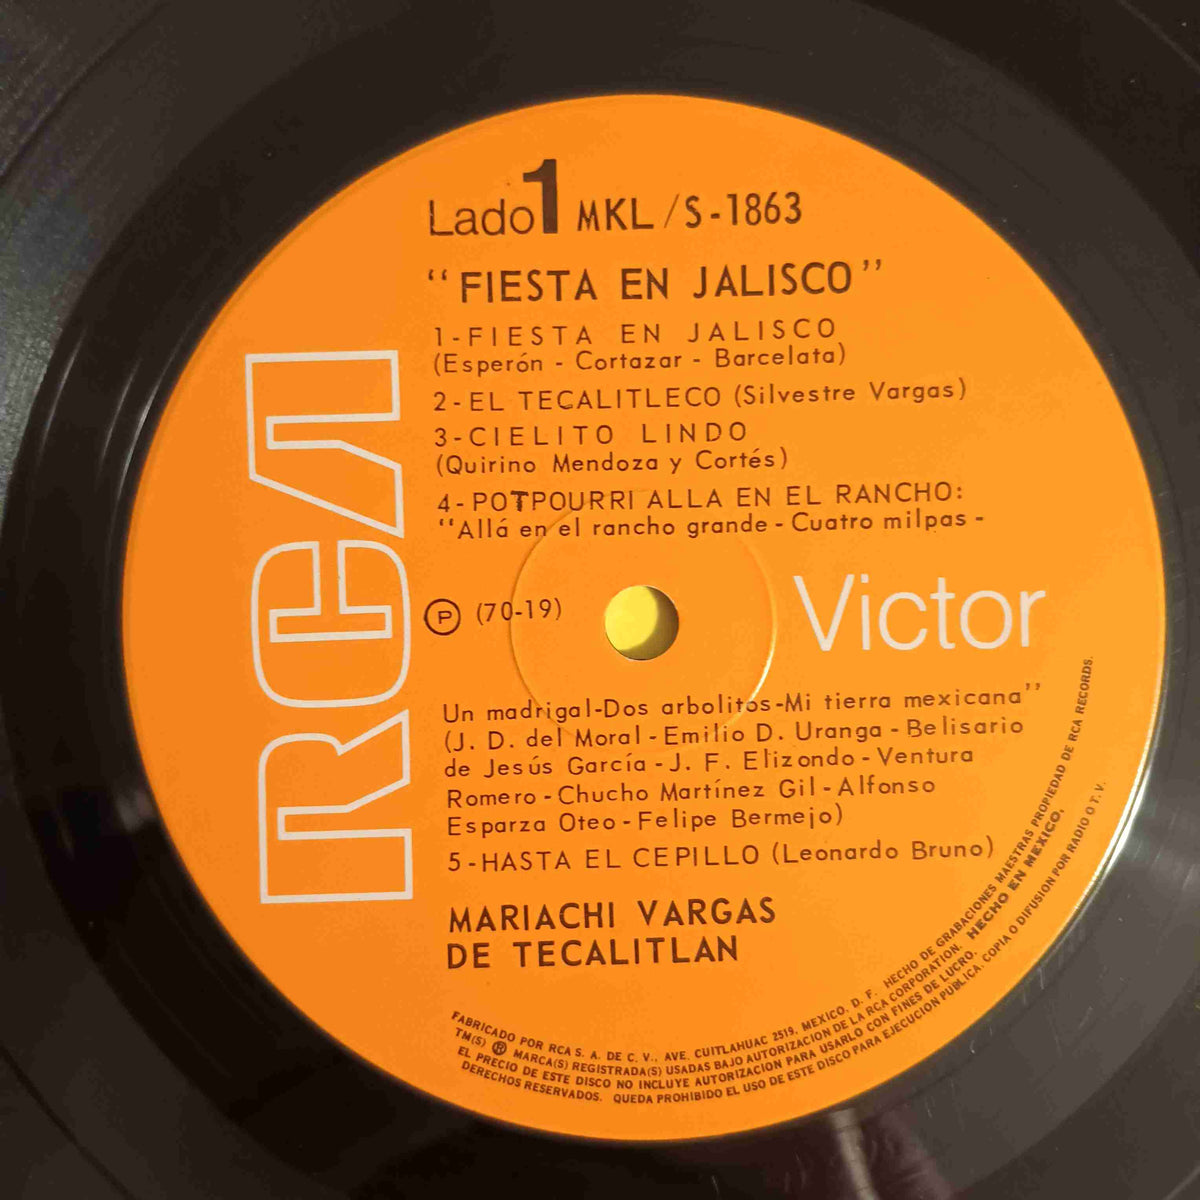 Lado 1 MKL/S-1863
"FIESTA EN JALISCO"
1-FIESTA EN JALISCO
(Esperón - Cortazar - Barcelata)
2-EL TECALITLECO (Silvestre Vargas)
3-CIELITO LINDO
(Quirino Mendoza y Cortés)
4-POTPOURRI ALLA EN EL RANCHO:
"Allá en el rancho grande - Cuatro milpas -
RCA
Ⓟ (70-19)
Victor
Un madrigal-Dos arbolitos-Mi tierra mexicana"
(J. D. del Moral - Emilio D. Uranga - Belisario
de Jesús García - J. F. Elizondo - Ventura
Romero - Chucho Martínez Gil - Alfonso
Esparza Oteo - Felipe Bermejo)
5-HASTA EL CEPILLO (Leonardo Bruno)
MARIACHI VARGAS
DE TECALITLAN
FABRICADO POR RCA S. A. DE C. V., AVE. CUITLAHUAC 2519, MEXICO, D. F. HECHO DE GRABACIONES MAESTRAS PROPIEDAD DE RCA RECORDS.
TM(S) ® MARCA(S) REGISTRADA(S) USADAS BAJO AUTORIZACION DE LA RCA CORPORATION. HECHO EN MEXICO.
EL PRECIO DE ESTE DISCO NO INCLUYE AUTORIZACION PARA USARLO CON FINES DE LUCRO.
DERECHOS RESERVADOS. QUEDA PROHIBIDO EL USO DE ESTE DISCO PARA EJECUCION PUBLICA, COPIA O DIFUSION POR RADIO O T. V.